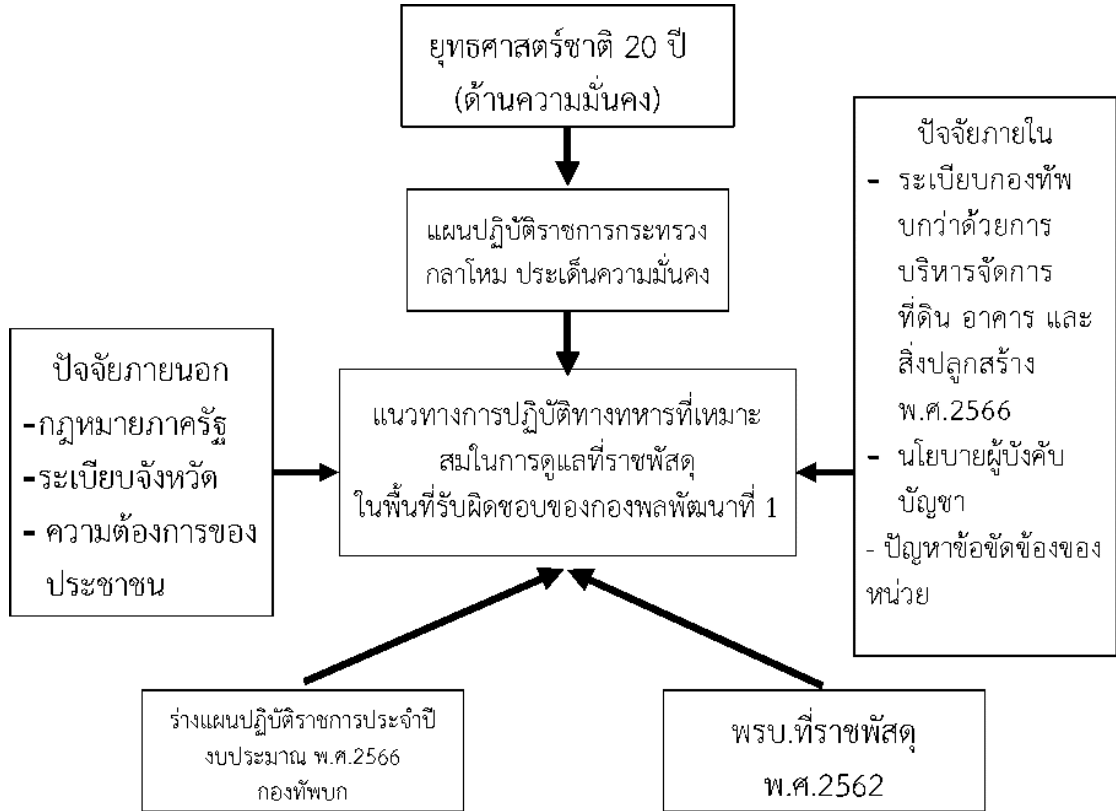 ยุทธศาสตร์ชาติ 20 ปี
(ด้านความมั่นคง)
แผนปฏิบัติราชการกระทรวง
กลาโหม ประเด็นความมั่นคง
ปัจจัยภายนอก
-กฎหมายภาครัฐ
-ระเบียบจังหวัด
- ความต้องการของ
ประชาชน
แนวทางการปฏิบัติทางทหารที่เหมาะ
สมในการดูแลที่ราชพัสดุ
ในพื้นที่รับผิดชอบของกองพลพัฒนาที่ 1
ปัจจัยภายใน
- ระเบียบกองทัพ
บกว่าด้วยการ
บริหารจัดการ
ที่ดิน อาคาร และ
สิ่งปลูกสร้าง
พ.ศ.2566
- นโยบายผู้บังคับ
บัญชา
- ปัญหาข้อขัดข้องของ
หน่วย
ร่างแผนปฏิบัติราชการประจำปี
งบประมาณ พ.ศ.2566
กองทัพบก
พรบ.ที่ราชพัสดุ
พ.ศ.2562